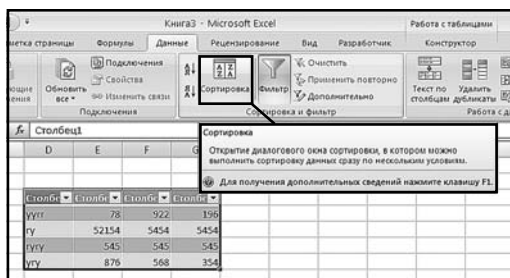 Книга3 - Microsoft Excel
Работа с таблицами
метка страницы Формулы Данные Рецензирование Вид Разработчик Конструктор
Обновить все
Подключения
Свойства
Изменить связи
Подключения
Сортировка
Фильтр
Очистить
Применить повторно
Дополнительно
Сортировка и фильтр
Текст по столбцам
Удалить дубликаты
Работа с
fx Столбец1
D E F G
Сортировка
Открытие диалогового окна сортировки, в котором можно
выполнить сортировку данных сразу по нескольким условиям.
Для получения дополнительных сведений нажмите клавишу F1.
Столбе Столбе Столбе Столбе
уугг 78 922 196
гу 52154 5454 5454
гугу 545 545 545
угу 876 568 354